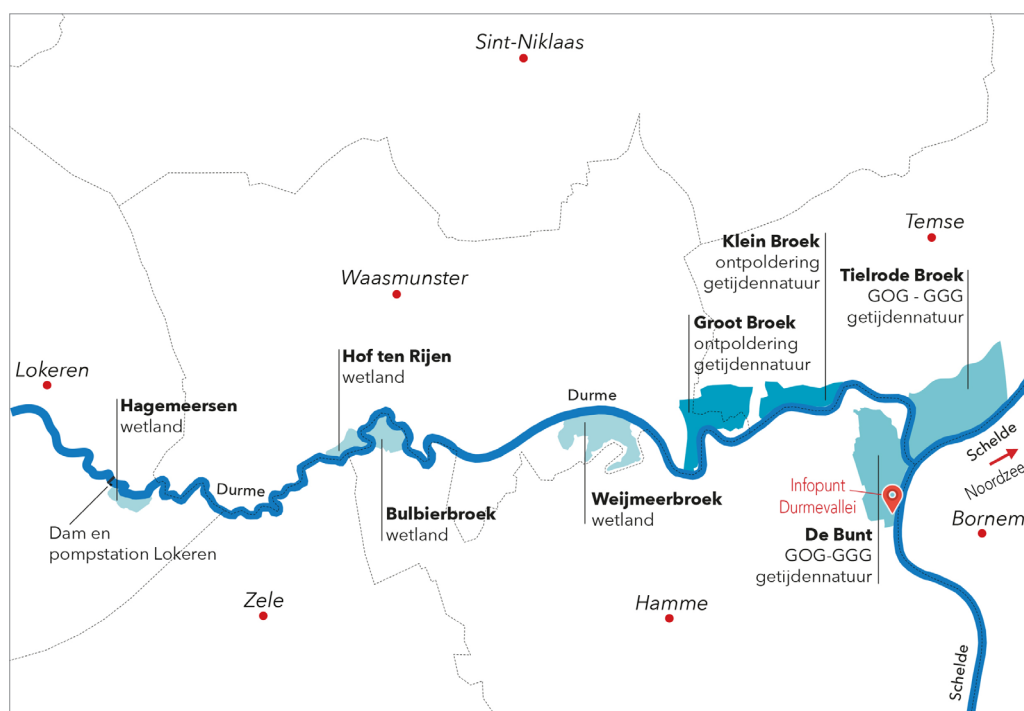 Sint-Niklaas
Temse
Klein Broek
ontpoldering
getijdennatuur
Tielrode Broek
GOG - GGG
getijdennatuur
Waasmunster
Groot Broek
ontpoldering
getijdennatuur
Hof ten Rijen
wetland
Lokeren
Durme
Hagemeersen
wetland
Schelde
Noordzee
Durme
Infopunt
Durmevallei
Weijmeerbroek
wetland
Bulbierbroek
wetland
Bornem
Dam en
pompstation Lokeren
De Bunt
GOG-GGG
getijdennatuur
Zele
Hamme
Schelde